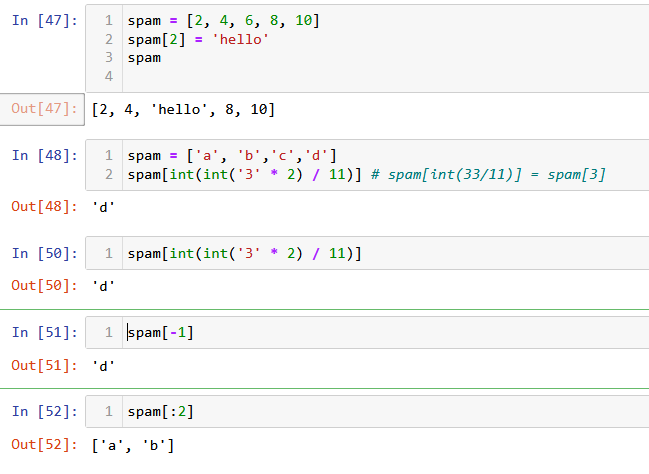 In [47]: 1 spam = [2, 4, 6, 8, 10]
2 spam[2] = 'hello'
3 spam
4
Out[47]: [2, 4, 'hello', 8, 10]
In [48]: 1 spam = ['a', 'b','c','d']
2 spam[int(int('3' * 2) / 11)] # spam[int(33/11)] = spam[3]
Out[48]: 'd'
In [50]: 1 spam[int(int('3' * 2) / 11)]
Out[50]: 'd'
In [51]: 1 spam[-1]
Out[51]: 'd'
In [52]: 1 spam[:2]
Out[52]: ['a', 'b']